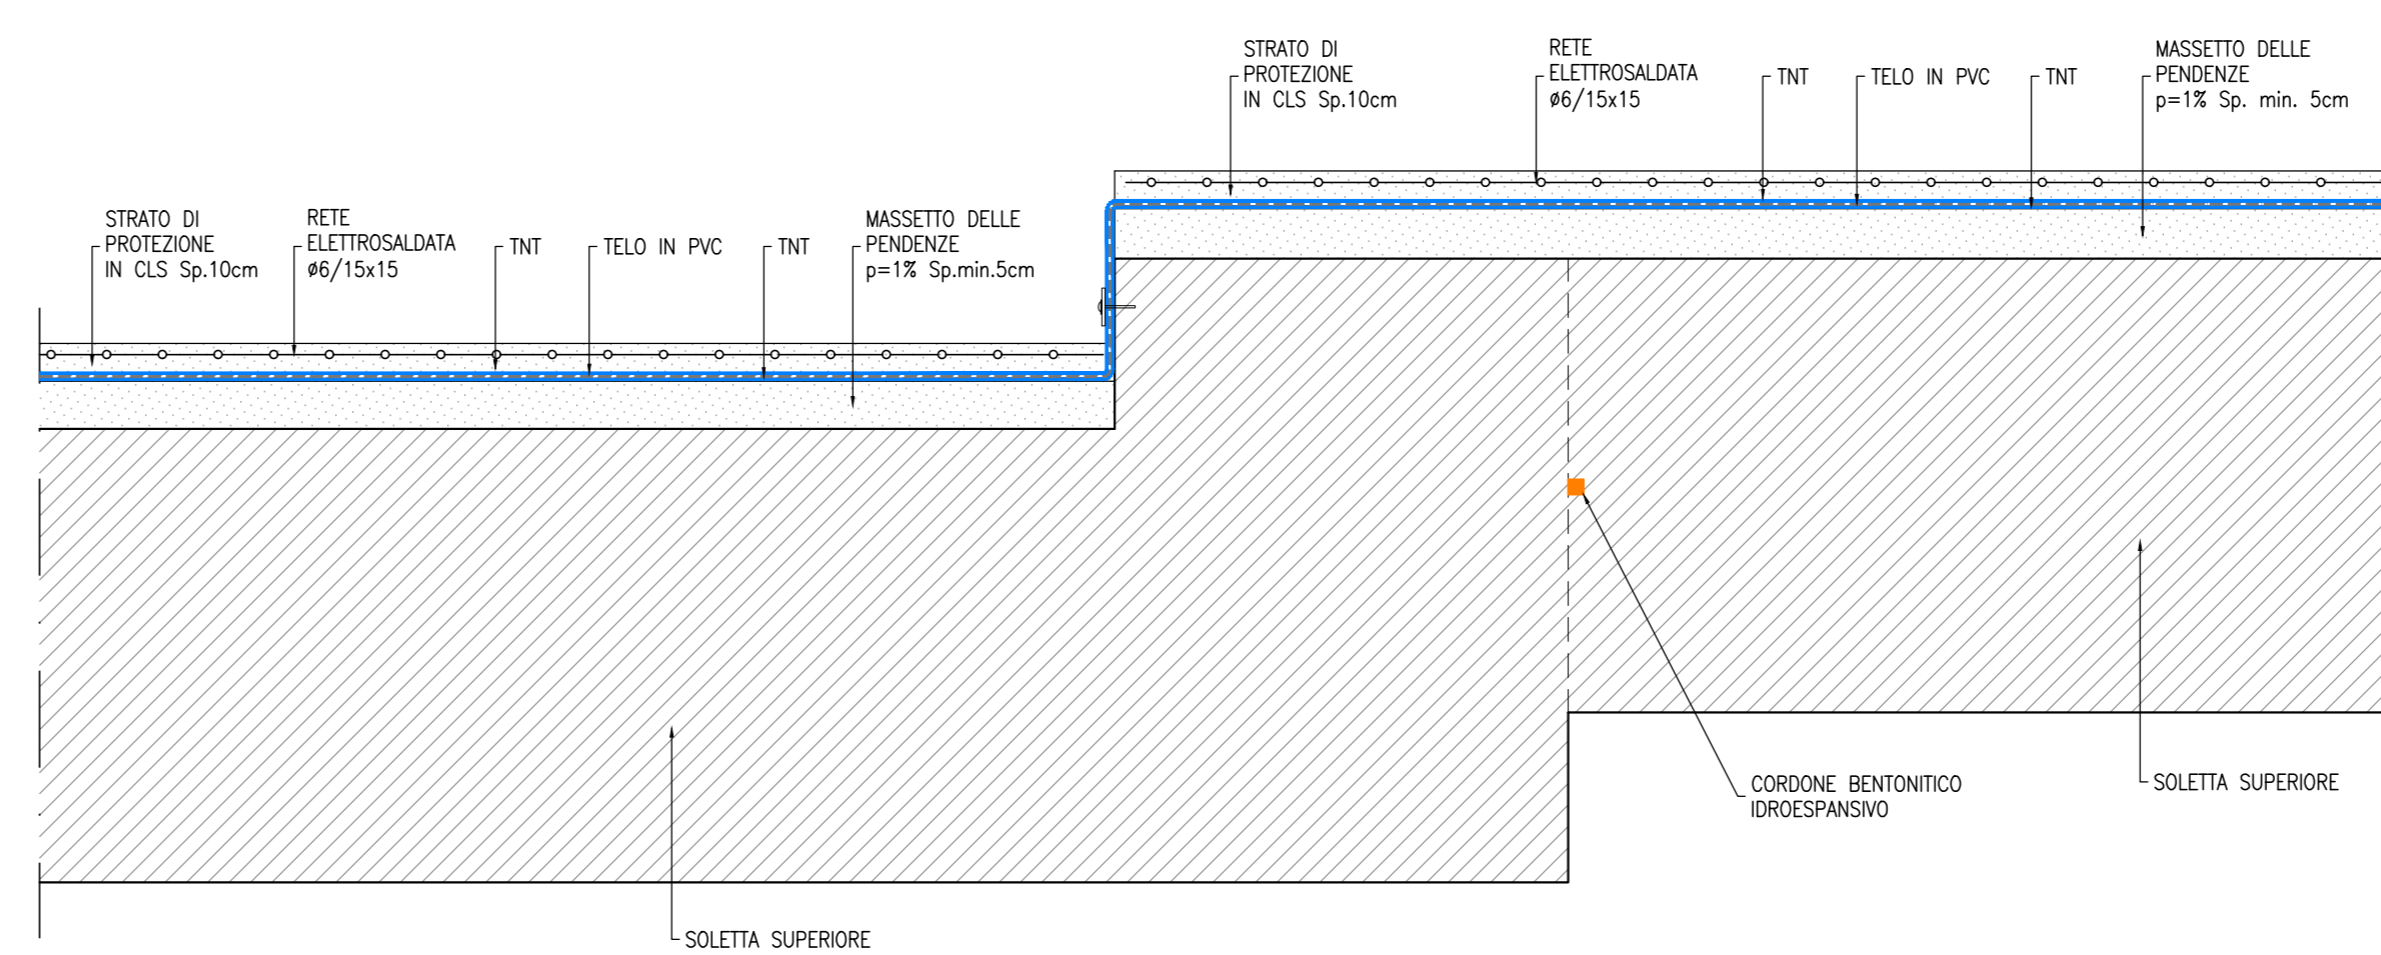 STRATO DI
PROTEZIONE
IN CLS Sp.10cm
RETE
ELETTROSALDATA
ø6/15x15
TNT
TELO IN PVC
TNT
MASSETTO DELLE
PENDENZE
p=1% Sp. min. 5cm
STRATO DI
PROTEZIONE
IN CLS Sp.10cm
RETE
ELETTROSALDATA
ø6/15x15
TNT
TELO IN PVC
TNT
MASSETTO DELLE
PENDENZE
p=1% Sp.min.5cm
CORDONE BENTONITICO
IDROESPANSIVO
SOLETTA SUPERIORE
SOLETTA SUPERIORE